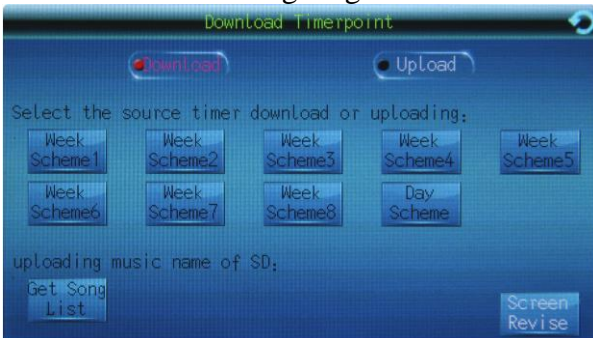 Download Timerpoint
Download Upload
Select the source timer download or uploading:
Week Scheme1 Week Scheme2 Week Scheme3 Week Scheme4 Week Scheme5
Week Scheme6 Week Scheme7 Week Scheme8 Day Scheme
uploading music name of SD:
Get Song List
Screen Revise